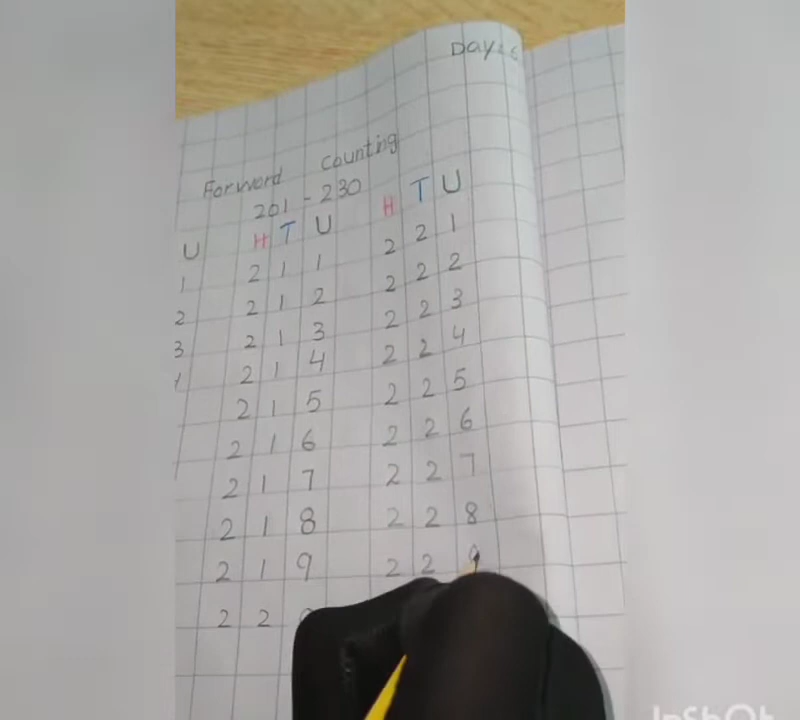 Day: 6
Forward counting
201 - 230
U H T U H T U
1 2 1 1 2 2 1
2 2 1 2 2 2 2
3 2 1 3 2 2 3
2 1 4 2 2 4
2 1 5 2 2 5
2 1 6 2 2 6
2 1 7 2 2 7
2 1 8 2 2 8
2 1 9 2 2 9
2 2
InShOt